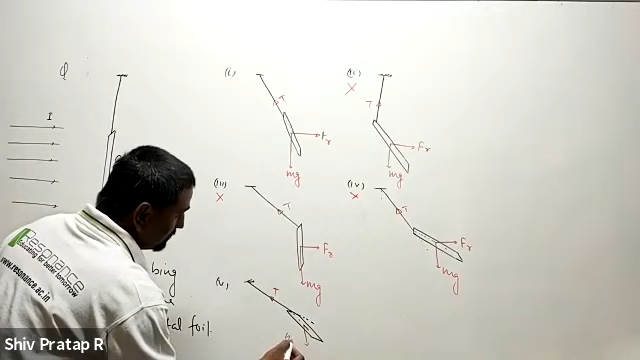 Q
I
bing
tal foil
(i)
T
Fr
mg
(ii)
X
T
Fr
mg
(iii)
X
T
Fr
mg
(iv)
X
T
Fr
mg
(v)
T
Resonance
Educating for better tomorrow
www.resonance.ac.in
Shiv Pratap R